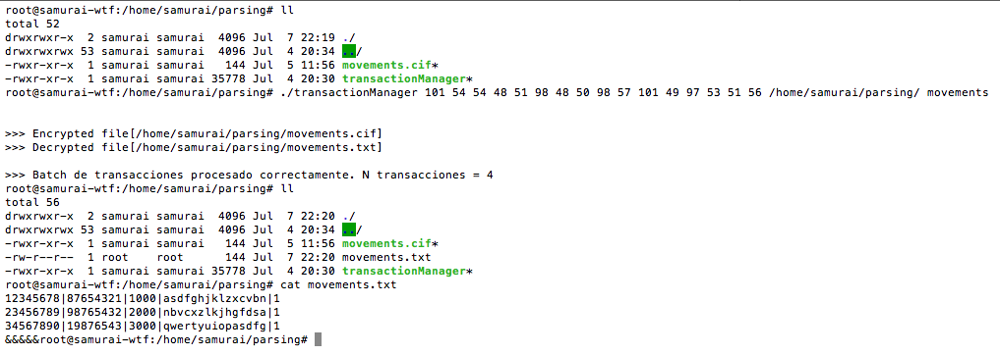 root@samurai-wtf:/home/samurai/parsing# ll
total 52
drwxrwxr-x  2 samurai samurai  4096 Jul  7 22:19 ./
drwxrwxrwx 53 samurai samurai  4096 Jul  4 20:34 ../
-rwxr-xr-x  1 samurai samurai   144 Jul  5 11:56 movements.cif*
-rwxr-xr-x  1 samurai samurai 35778 Jul  4 20:30 transactionManager*
root@samurai-wtf:/home/samurai/parsing# ./transactionManager 101 54 54 48 51 98 48 50 98 57 101 49 97 53 51 56 /home/samurai/parsing/ movements
>>> Encrypted file[/home/samurai/parsing/movements.cif]
>>> Decrypted file[/home/samurai/parsing/movements.txt]
>>> Batch de transacciones procesado correctamente. N transacciones = 4
root@samurai-wtf:/home/samurai/parsing# ll
total 56
drwxrwxr-x  2 samurai samurai  4096 Jul  7 22:20 ./
drwxrwxrwx 53 samurai samurai  4096 Jul  4 20:34 ../
-rwxr-xr-x  1 samurai samurai   144 Jul  5 11:56 movements.cif*
-rw-r--r--  1 root    root      144 Jul  7 22:20 movements.txt
-rwxr-xr-x  1 samurai samurai 35778 Jul  4 20:30 transactionManager*
root@samurai-wtf:/home/samurai/parsing# cat movements.txt
12345678|87654321|1000|asdfghjklzxcvbn|1
23456789|98765432|2000|nbvcxzlkjhgfdsa|1
34567890|19876543|3000|qwertyuiopasdfg|1
&&&&&root@samurai-wtf:/home/samurai/parsing#